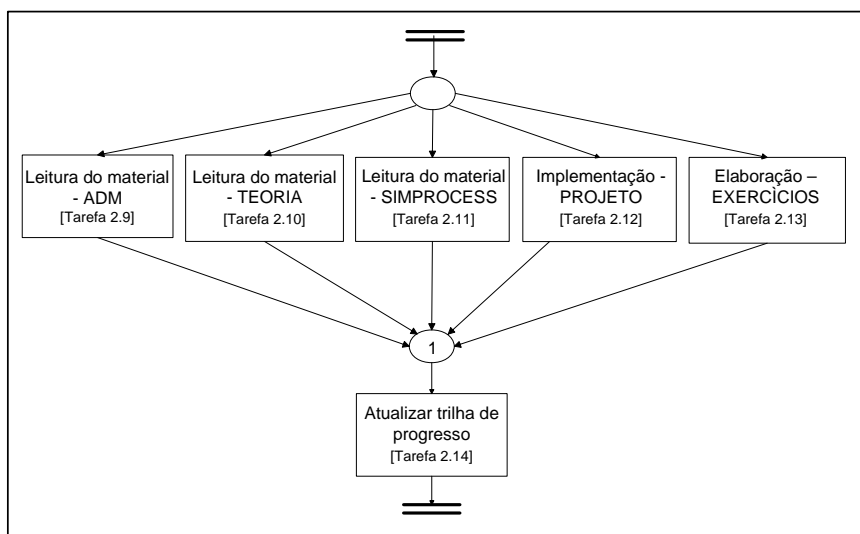 Leitura do material
- ADM
[Tarefa 2.9]
Leitura do material
- TEORIA
[Tarefa 2.10]
Leitura do material
- SIMPROCESS
[Tarefa 2.11]
Implementação -
PROJETO
[Tarefa 2.12]
Elaboração –
EXERCÌCIOS
[Tarefa 2.13]
1
Atualizar trilha de
progresso
[Tarefa 2.14]